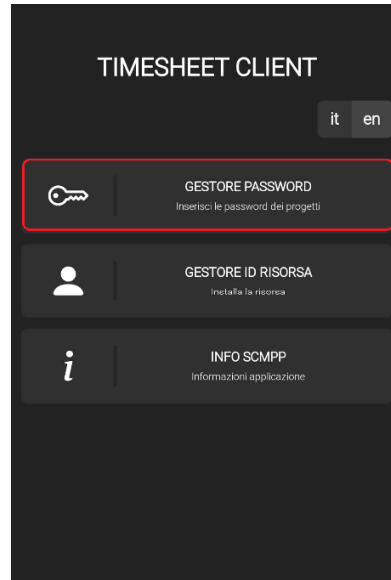 TIMESHEET CLIENT
it en
GESTORE PASSWORD
Inserisci le password dei progetti
GESTORE ID RISORSA
Installa la risorsa
INFO SCMPP
Informazioni applicazione